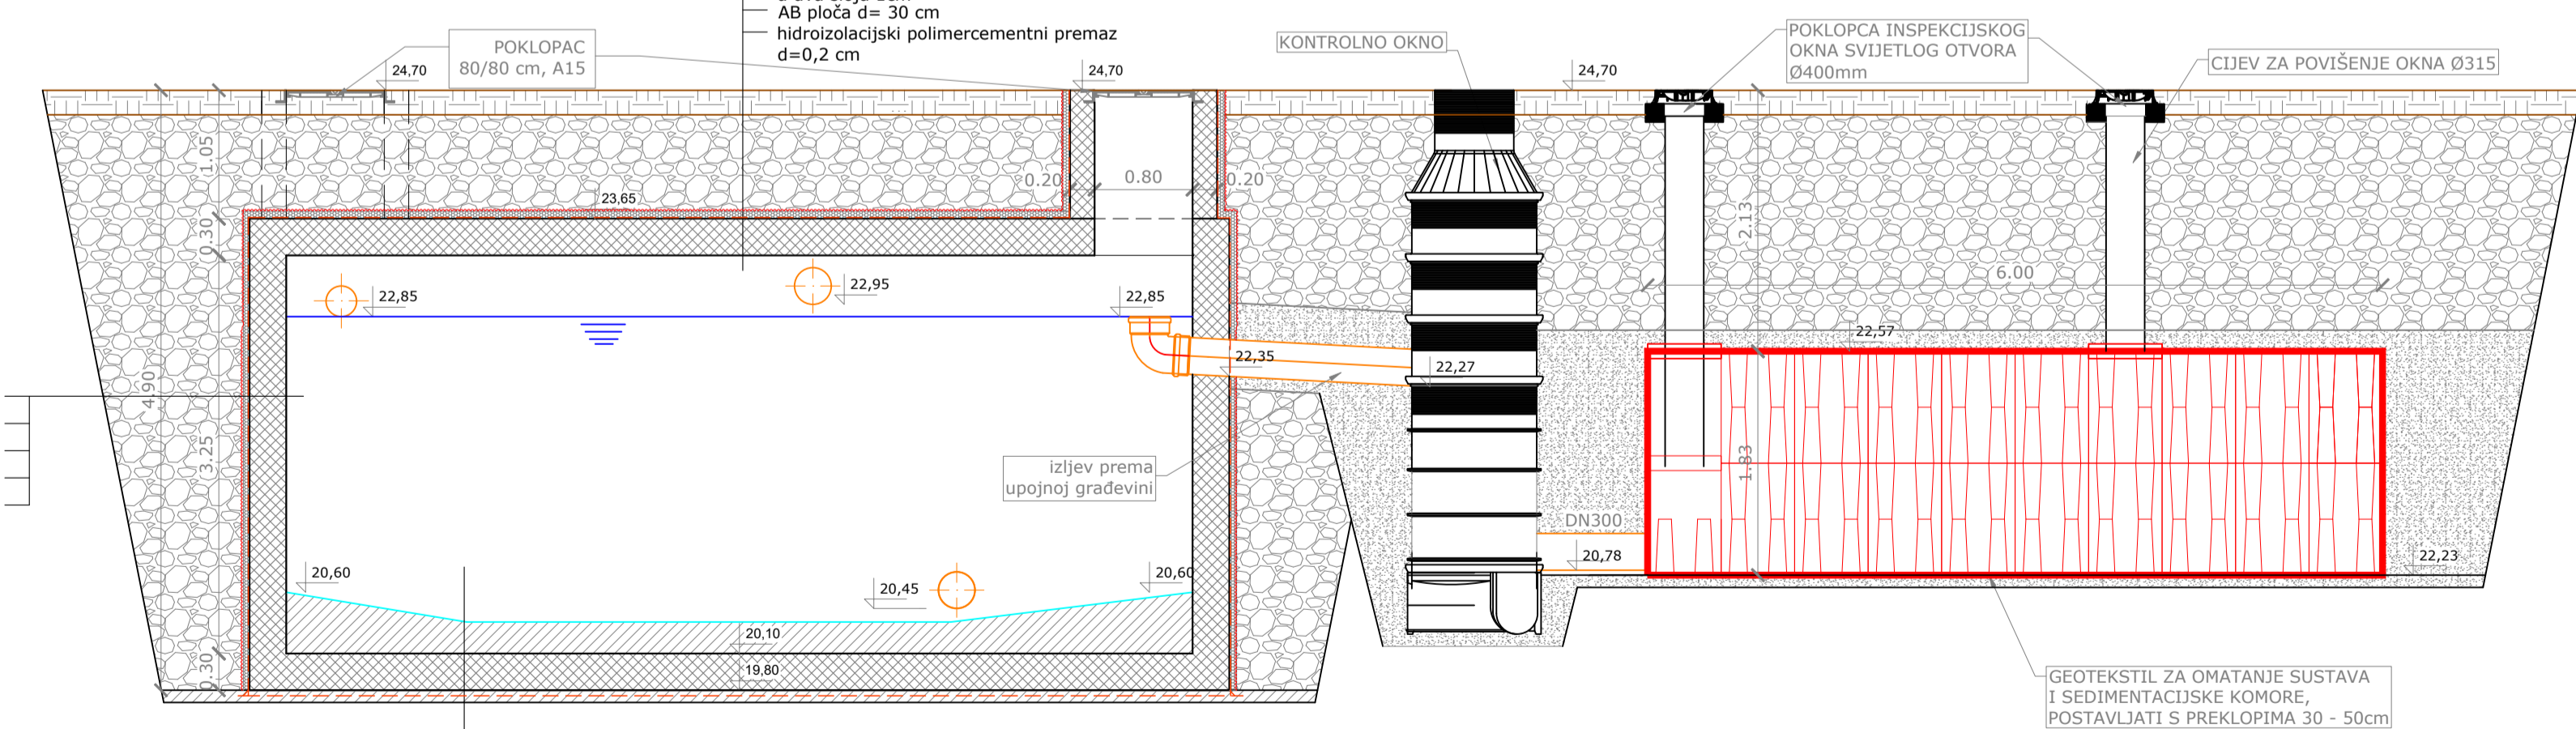 AB ploča d= 30 cm
hidroizolacijski polimercementni premaz
d=0,2 cm
POKLOPAC
80/80 cm, A15
24,70
24,70
KONTROLNO OKNO
24,70
POKLOPCA INSPEKCIJSKOG
OKNA SVIJETLOG OTVORA
Ø400mm
CIJEV ZA POVIŠENJE OKNA Ø315
1.05
0.20
0.80
0.20
23,65
2.13
0.30
6.00
22,85
22,95
22,85
22,57
22,35
22,27
4.90
3.25
izljev prema
upojnoj građevini
1.33
DN300
20,78
22,23
20,60
20,45
20,60
20,10
19,80
0.30
GEOTEKSTIL ZA OMATANJE SUSTAVA
I SEDIMENTACIJSKE KOMORE,
POSTAVLJATI S PREKLOPIMA 30 - 50cm